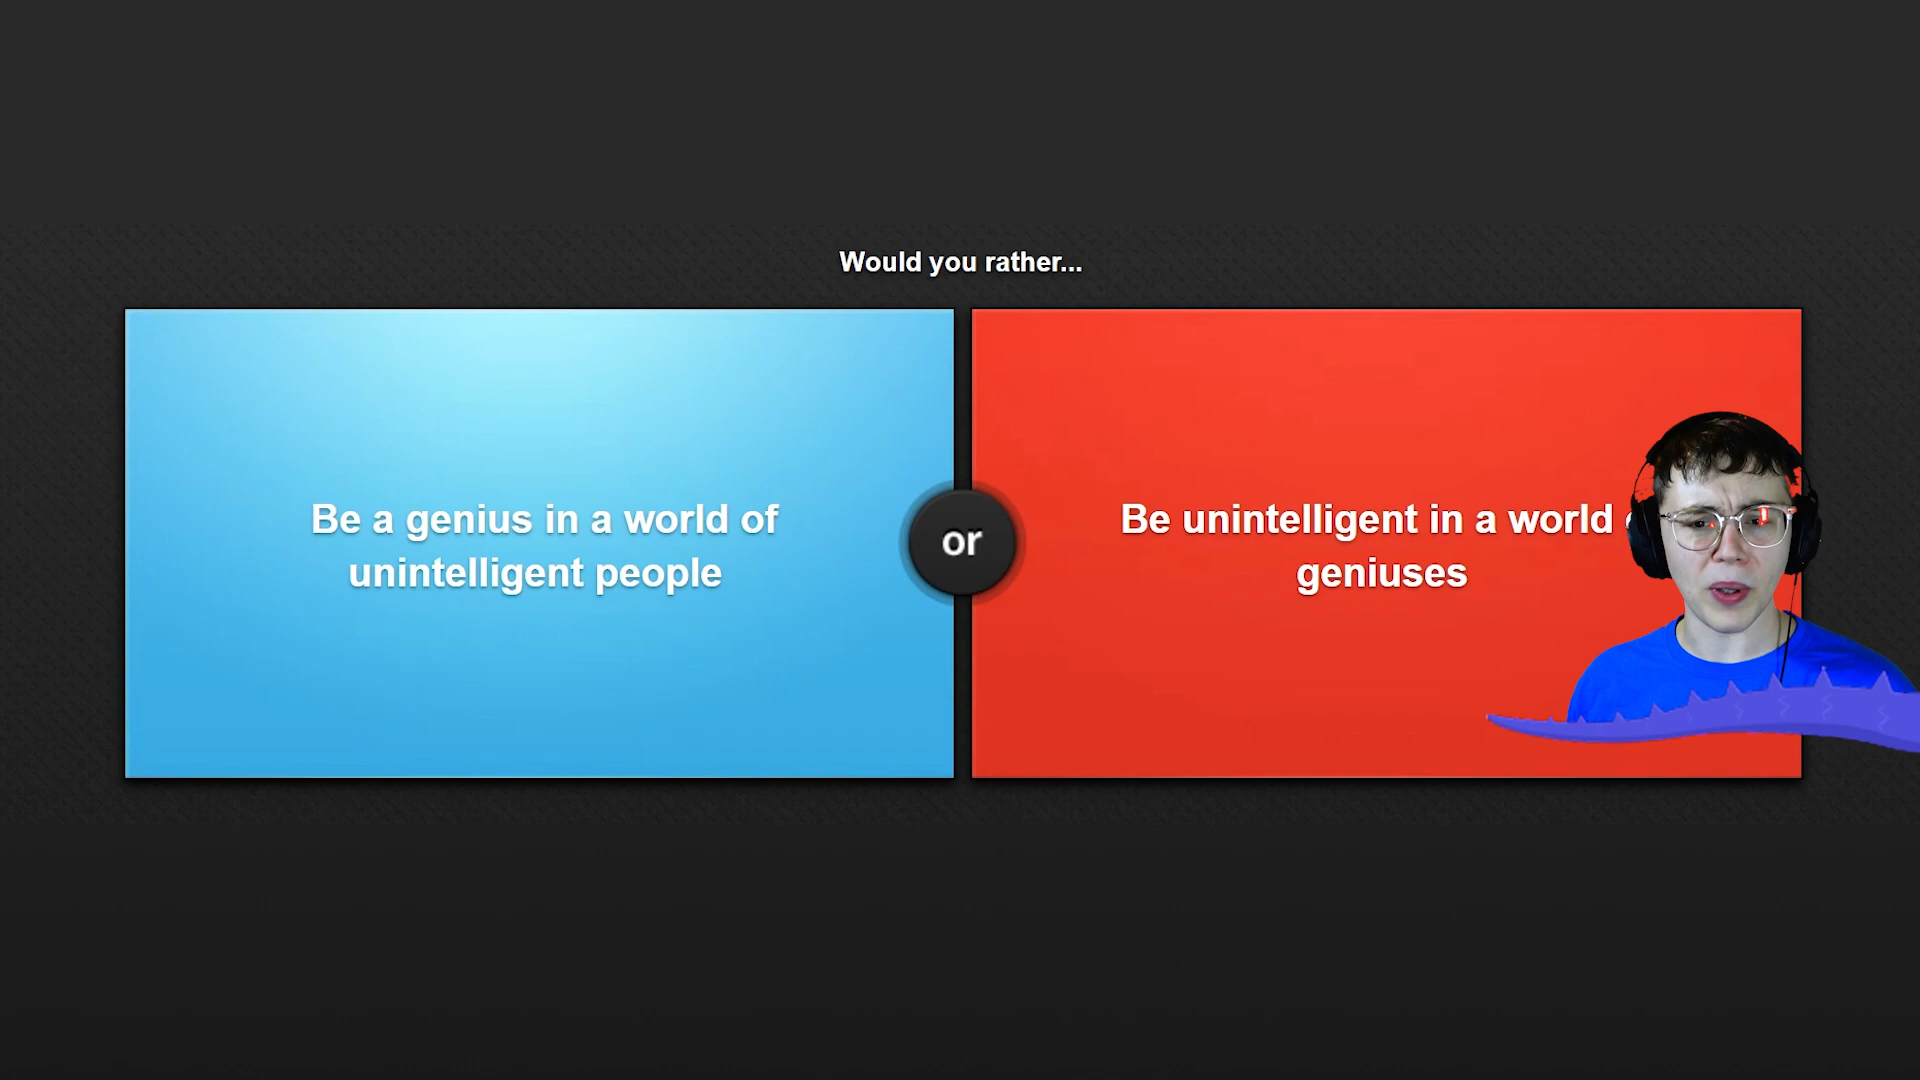 Would you rather...
Be a genius in a world of
unintelligent people
or
Be unintelligent in a world
geniuses